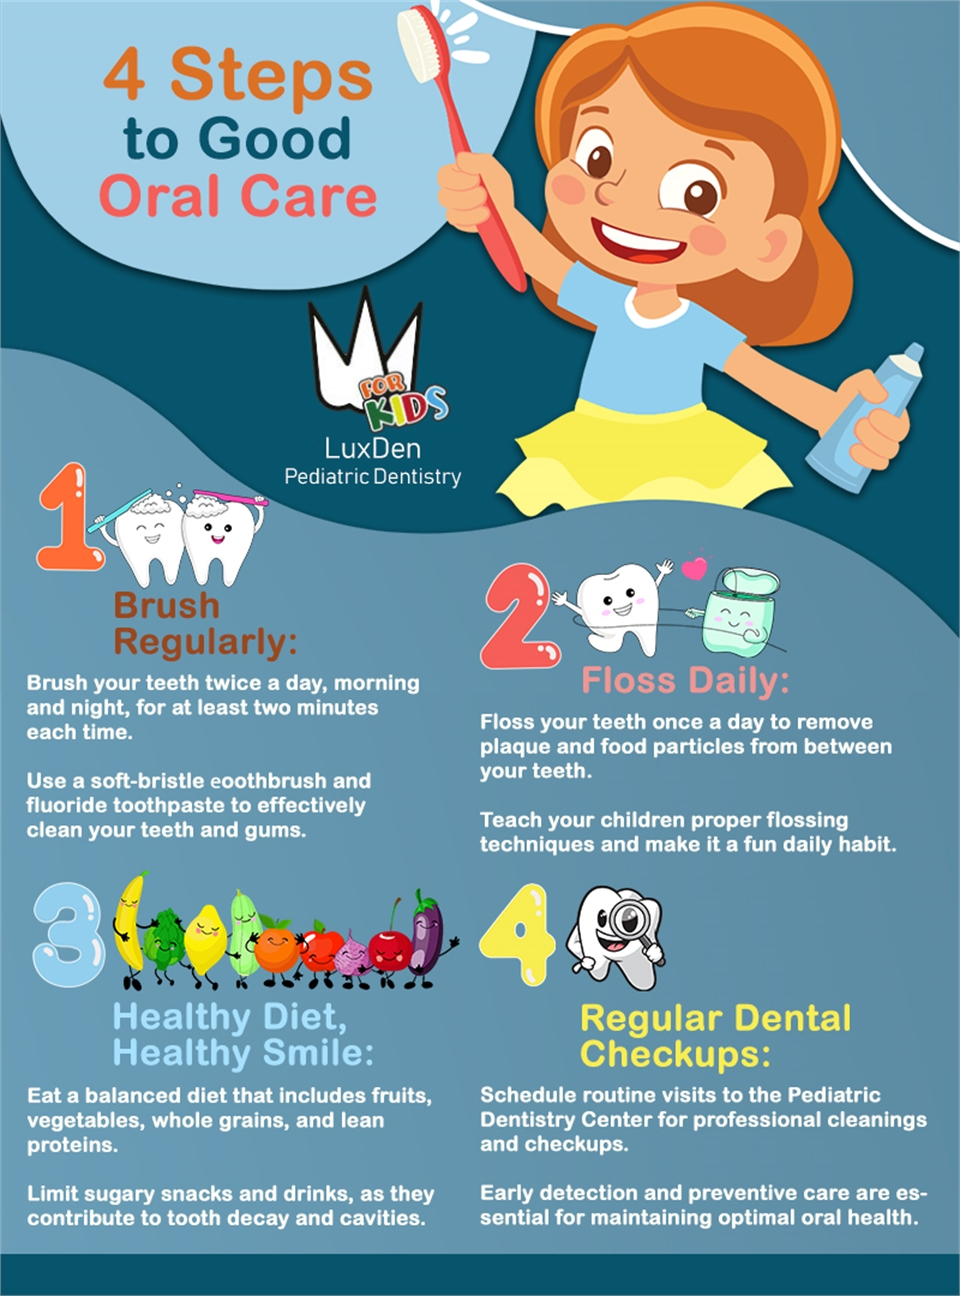 4 Steps
to Good
Oral Care
FOR
KIDS
LuxDen
Pediatric Dentistry
1
Brush
Regularly:
Brush your teeth twice a day, morning
and night, for at least two minutes
each time.
Use a soft-bristle eoothbrush and
fluoride toothpaste to effectively
clean your teeth and gums.
2
Floss Daily:
Floss your teeth once a day to remove
plaque and food particles from between
your teeth.
Teach your children proper flossing
techniques and make it a fun daily habit.
3
Healthy Diet,
Healthy Smile:
Eat a balanced diet that includes fruits,
vegetables, whole grains, and lean
proteins.
Limit sugary snacks and drinks, as they
contribute to tooth decay and cavities.
4
Regular Dental
Checkups:
Schedule routine visits to the Pediatric
Dentistry Center for professional cleanings
and checkups.
Early detection and preventive care are es-
sential for maintaining optimal oral health.